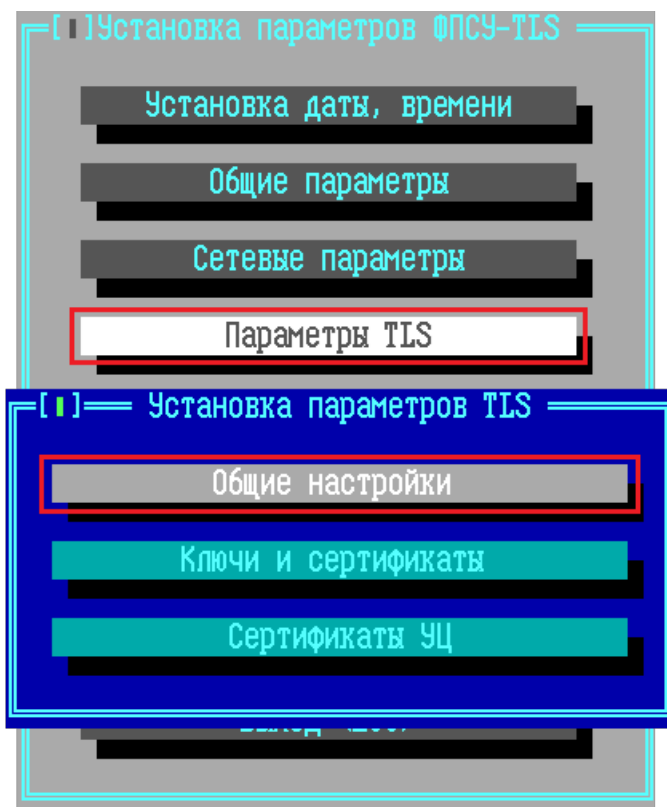 [ ]Установка параметров ФПСУ-TLS
Установка даты, времени
Общие параметры
Сетевые параметры
Параметры TLS
[ ] Установка параметров TLS
Общие настройки
Ключи и сертификаты
Сертификаты УЦ